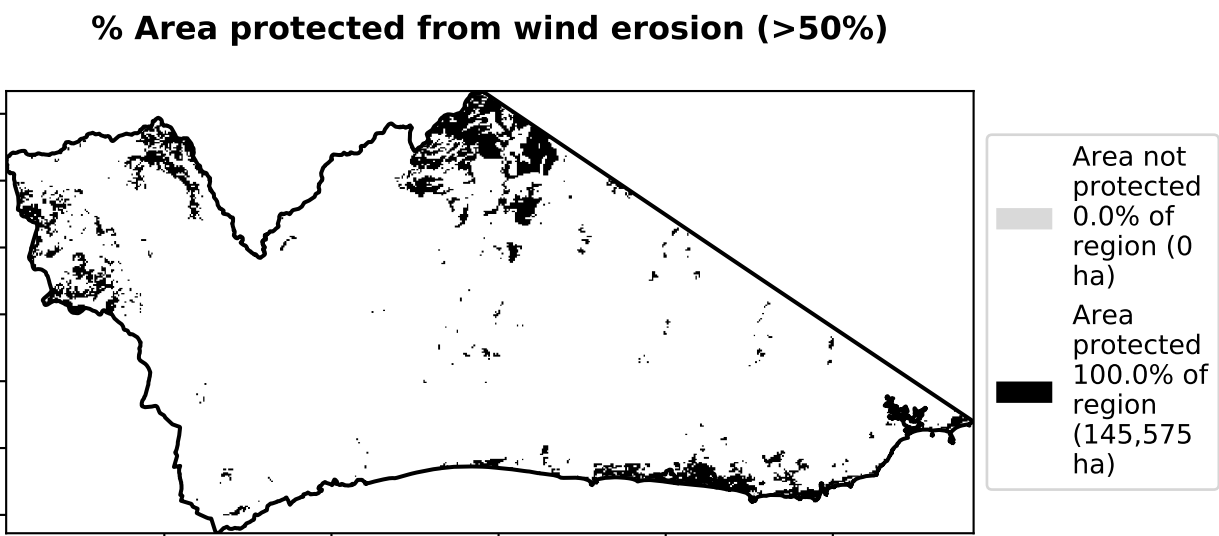 % Area protected from wind erosion (>50%)
Area not
protected
0.0% of
region (0
ha)
Area
protected
100.0% of
region
(145,575
ha)